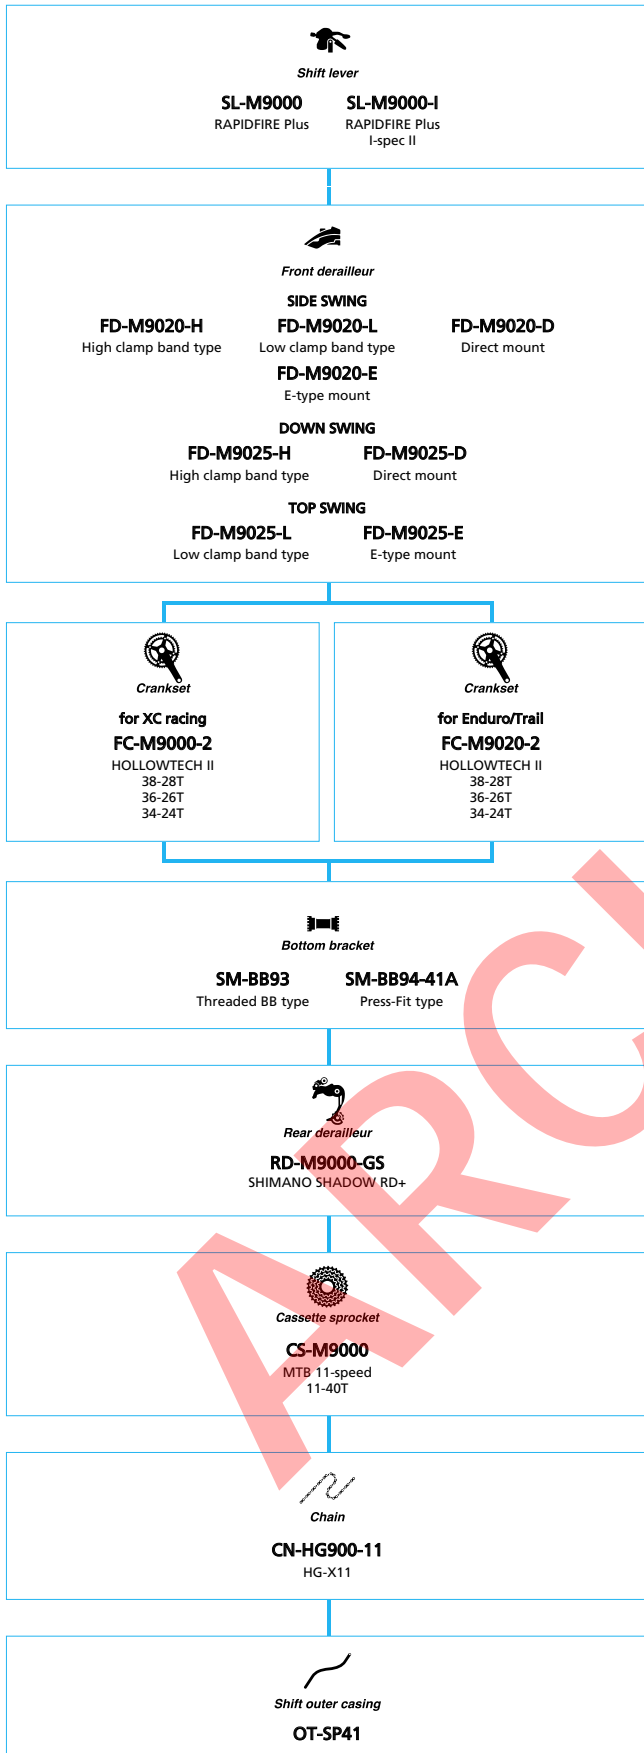 Shift lever
SL-M9000 SL-M9000-I
RAPIDFIRE Plus RAPIDFIRE Plus
I-spec II
Front derailleur
SIDE SWING
FD-M9020-H FD-M9020-L FD-M9020-D
High clamp band type Low clamp band type Direct mount
FD-M9020-E
E-type mount
DOWN SWING
FD-M9025-H FD-M9025-D
High clamp band type Direct mount
TOP SWING
FD-M9025-L FD-M9025-E
Low clamp band type E-type mount
Crankset
for XC racing
FC-M9000-2
HOLLOWTECH II
38-28T
36-26T
34-24T
Crankset
for Enduro/Trail
FC-M9020-2
HOLLOWTECH II
38-28T
36-26T
34-24T
Bottom bracket
SM-BB93 SM-BB94-41A
Threaded BB type Press-Fit type
Rear derailleur
RD-M9000-GS
SHIMANO SHADOW RD+
Cassette sprocket
CS-M9000
MTB 11-speed
11-40T
Chain
CN-HG900-11
HG-X11
Shift outer casing
OT-SP41